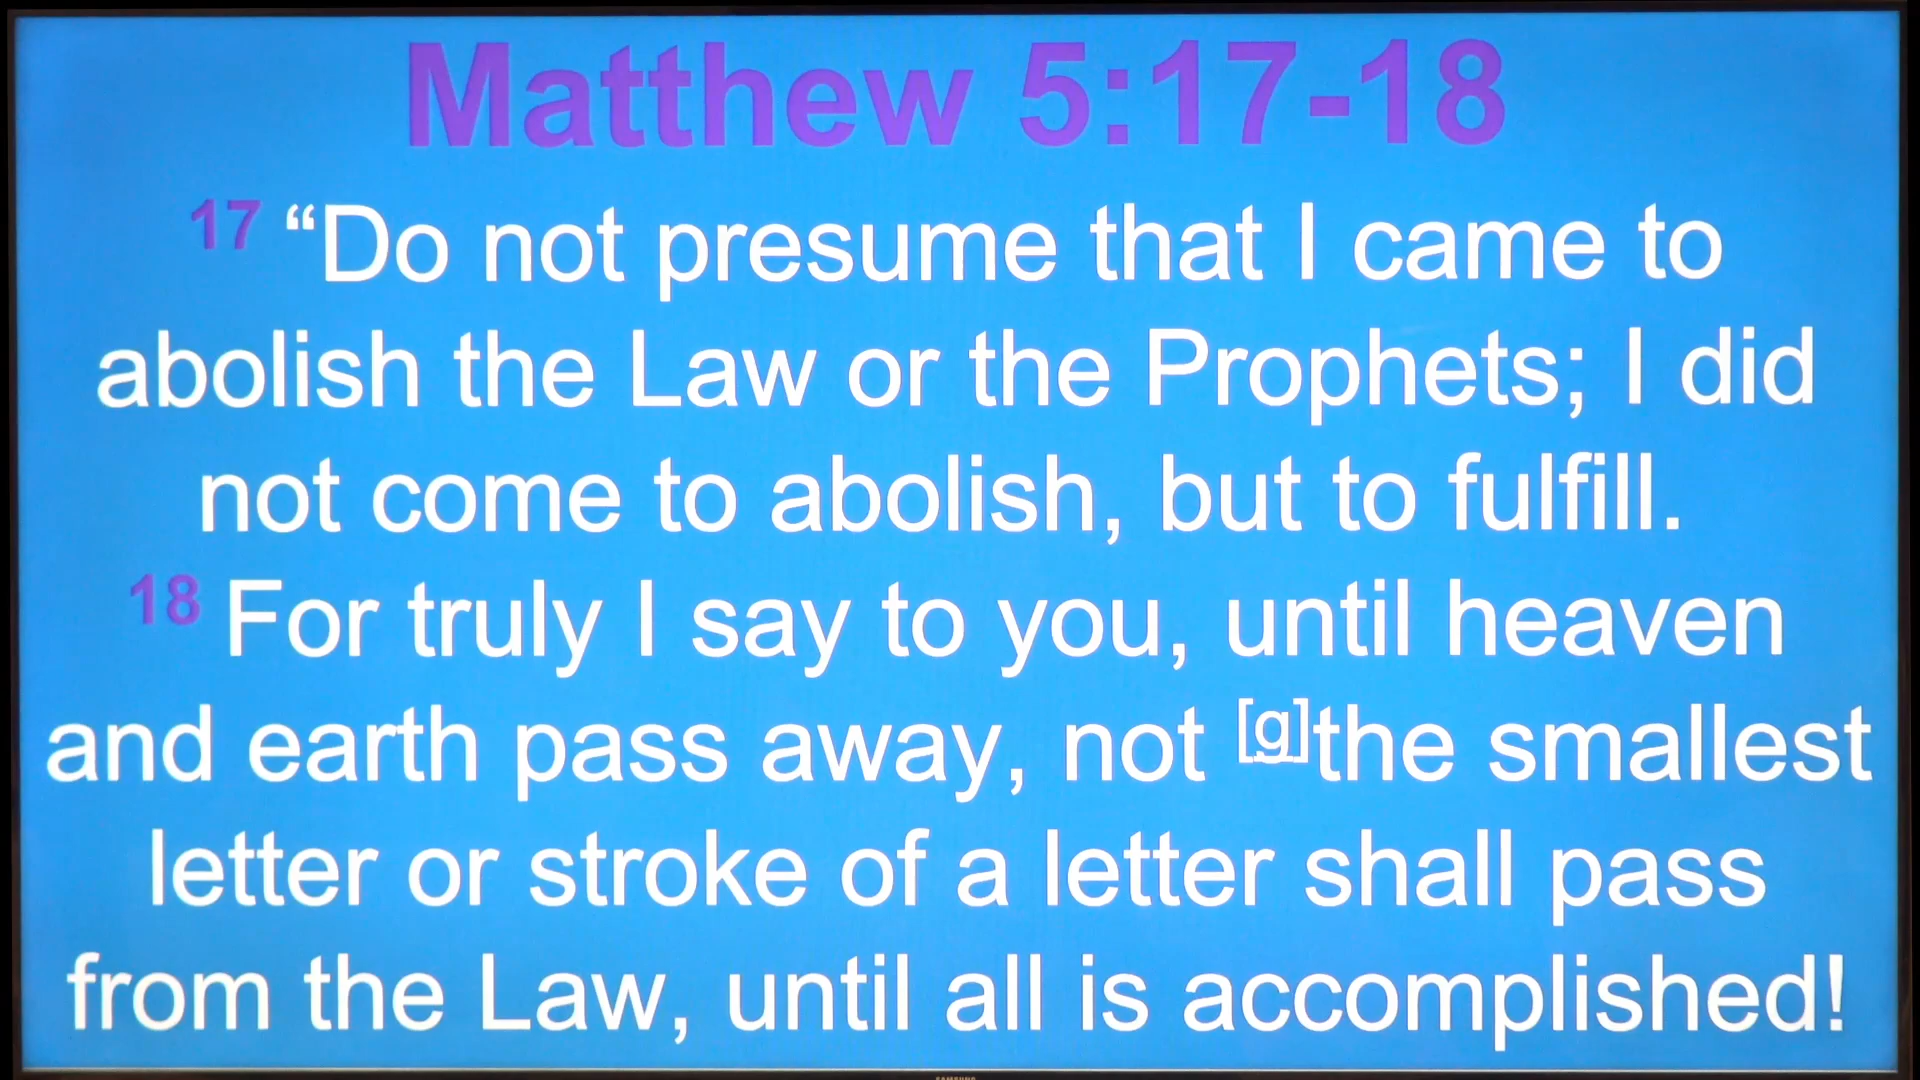 Matthew 5:17-18
17 “Do not presume that I came to
abolish the Law or the Prophets; I did
not come to abolish, but to fulfill.
18 For truly I say to you, until heaven
and earth pass away, not [g]the smallest
letter or stroke of a letter shall pass
from the Law, until all is accomplished!
SAMSUNG